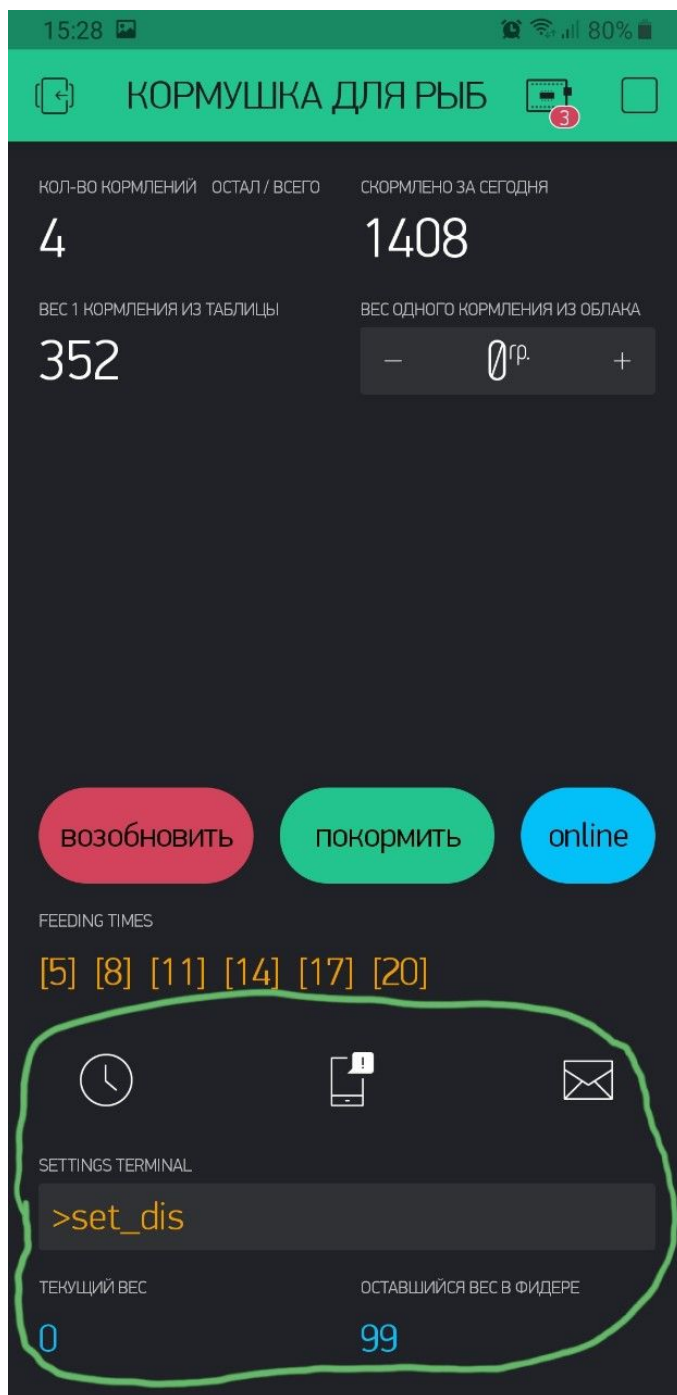 15:28 80%
КОРМУШКА ДЛЯ РЫБ 3
КОЛ-ВО КОРМЛЕНИЙ ОСТАЛ / ВСЕГО СКОРМЛЕНО ЗА СЕГОДНЯ
4 1408
ВЕС 1 КОРМЛЕНИЯ ИЗ ТАБЛИЦЫ ВЕС ОДНОГО КОРМЛЕНИЯ ИЗ ОБЛАКА
352 – 0гр. +
возобновить покормить online
FEEDING TIMES
[5] [8] [11] [14] [17] [20]
!
SETTINGS TERMINAL
>set_dis
ТЕКУЩИЙ ВЕС ОСТАВШИЙСЯ ВЕС В ФИДЕРЕ
0 99